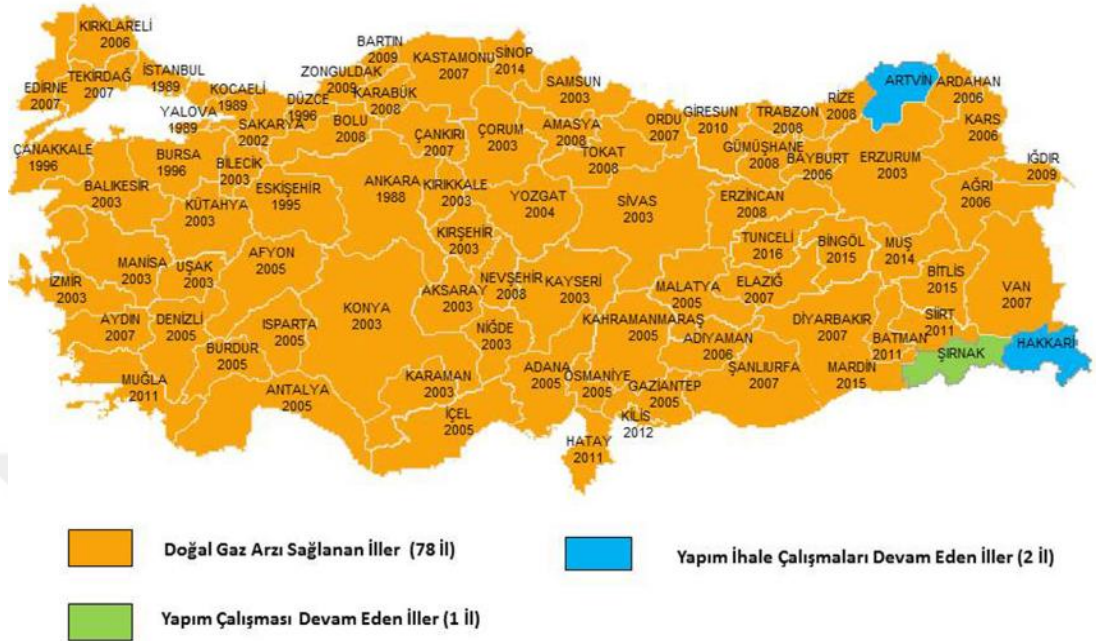 KIRKLARELİ
2006
EDİRNE
2007
TEKİRDAĞ
2007
İSTANBUL
1989
KOCAELİ
1989
YALOVA
1989
SAKARYA
2002
DÜZCE
1996
ZONGULDAK
2009
BARTIN
2009
KARABÜK
2008
BOLU
2008
KASTAMONU
2007
SİNOP
2014
SAMSUN
2003
ÇANKIRI
2007
ÇORUM
2003
AMASYA
2008
TOKAT
2008
ORDU
2007
GİRESUN
2010
TRABZON
2008
GÜMÜŞHANE
2008
RİZE
2008
BAYBURT
2006
ARTVİN
ARDAHAN
2006
KARS
2006
ERZURUM
2003
IĞDIR
2009
AĞRI
2006
ÇANAKKALE
1996
BALIKESİR
2003
BURSA
1996
BİLECİK
2003
KÜTAHYA
2003
ESKİŞEHİR
1995
ANKARA
1988
KIRIKKALE
2003
YOZGAT
2004
SİVAS
2003
ERZİNCAN
2008
KIRŞEHİR
2003
TUNCELİ
2016
BİNGÖL
2015
MUŞ
2014
BİTLİS
2015
VAN
2007
İZMİR
2003
MANİSA
2003
UŞAK
2003
AFYON
2005
KONYA
2003
AKSARAY
2003
NEVŞEHİR
2008
KAYSERİ
2003
MALATYA
2005
ELAZIĞ
2007
DİYARBAKIR
2007
BATMAN
2011
SİİRT
2011
ŞIRNAK
HAKKARİ
AYDIN
2007
DENİZLİ
2005
BURDUR
2005
ISPARTA
2005
NİĞDE
2003
KAHRAMANMARAŞ
2005
ADIYAMAN
2006
ŞANLIURFA
2007
MARDİN
2015
MUĞLA
2011
ANTALYA
2005
KARAMAN
2003
İÇEL
2005
ADANA
2005
OSMANİYE
2005
GAZİANTEP
2005
KİLİS
2012
HATAY
2011
Doğal Gaz Arzı Sağlanan İller (78 İl)
Yapım İhale Çalışmaları Devam Eden İller (2 İl)
Yapım Çalışması Devam Eden İller (1 İl)